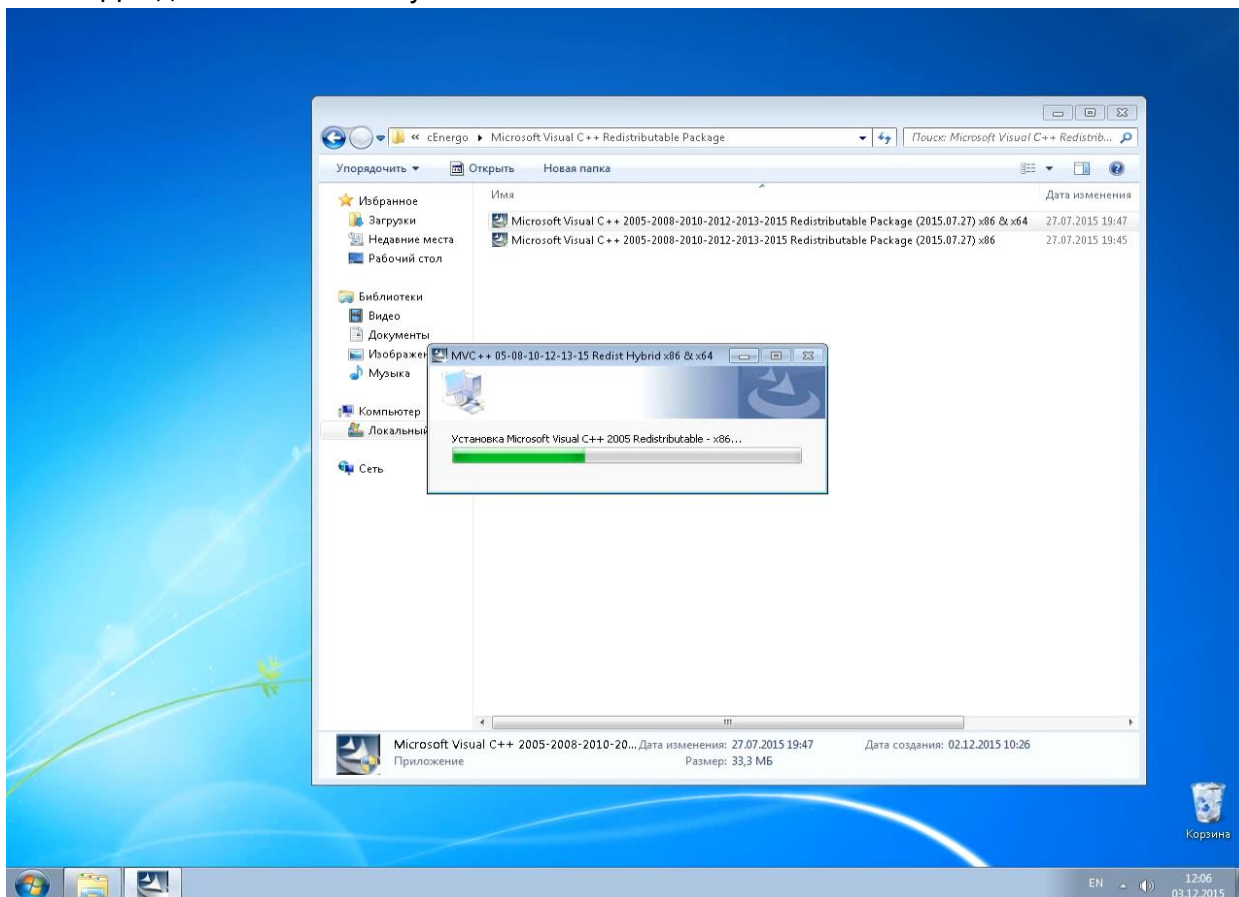 « cEnergo ▸ Microsoft Visual C++ Redistributable Package
Поиск: Microsoft Visual C++ Redistrib...
Упорядочить Открыть Новая папка
Имя Дата изменения
Избранное
Загрузки
Недавние места
Рабочий стол
Библиотеки
Видео
Документы
Изображен
Музыка
Компьютер
Локальный
Сеть
Microsoft Visual C++ 2005-2008-2010-2012-2013-2015 Redistributable Package (2015.07.27) x86 & x64 27.07.2015 19:47
Microsoft Visual C++ 2005-2008-2010-2012-2013-2015 Redistributable Package (2015.07.27) x86 27.07.2015 19:45
MVC++ 05-08-10-12-13-15 Redist Hybrid x86 & x64
Установка Microsoft Visual C++ 2005 Redistributable - x86...
Microsoft Visual C++ 2005-2008-2010-20... Дата изменения: 27.07.2015 19:47 Дата создания: 02.12.2015 10:26
Приложение Размер: 33,3 МБ
Корзина
EN 12:06
03.12.2015